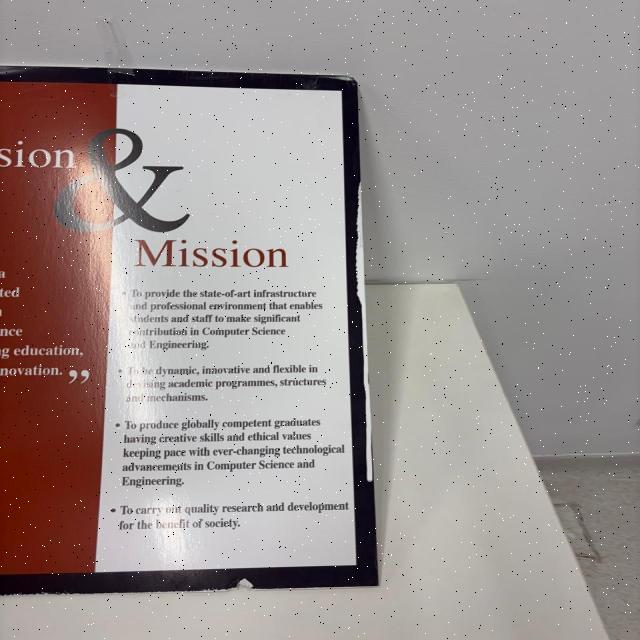 sion
&
Mission
a
ted
n
nce
ng education,
novation. ”
• To provide the state-of-art infrastructure
and professional environment that enables
students and staff to make significant
contribution in Computer Science
and Engineering.
• To be dynamic, innovative and flexible in
devising academic programmes, structures
and mechanisms.
• To produce globally competent graduates
having creative skills and ethical values
keeping pace with ever-changing technological
advancements in Computer Science and
Engineering.
• To carry out quality research and development
for the benefit of society.